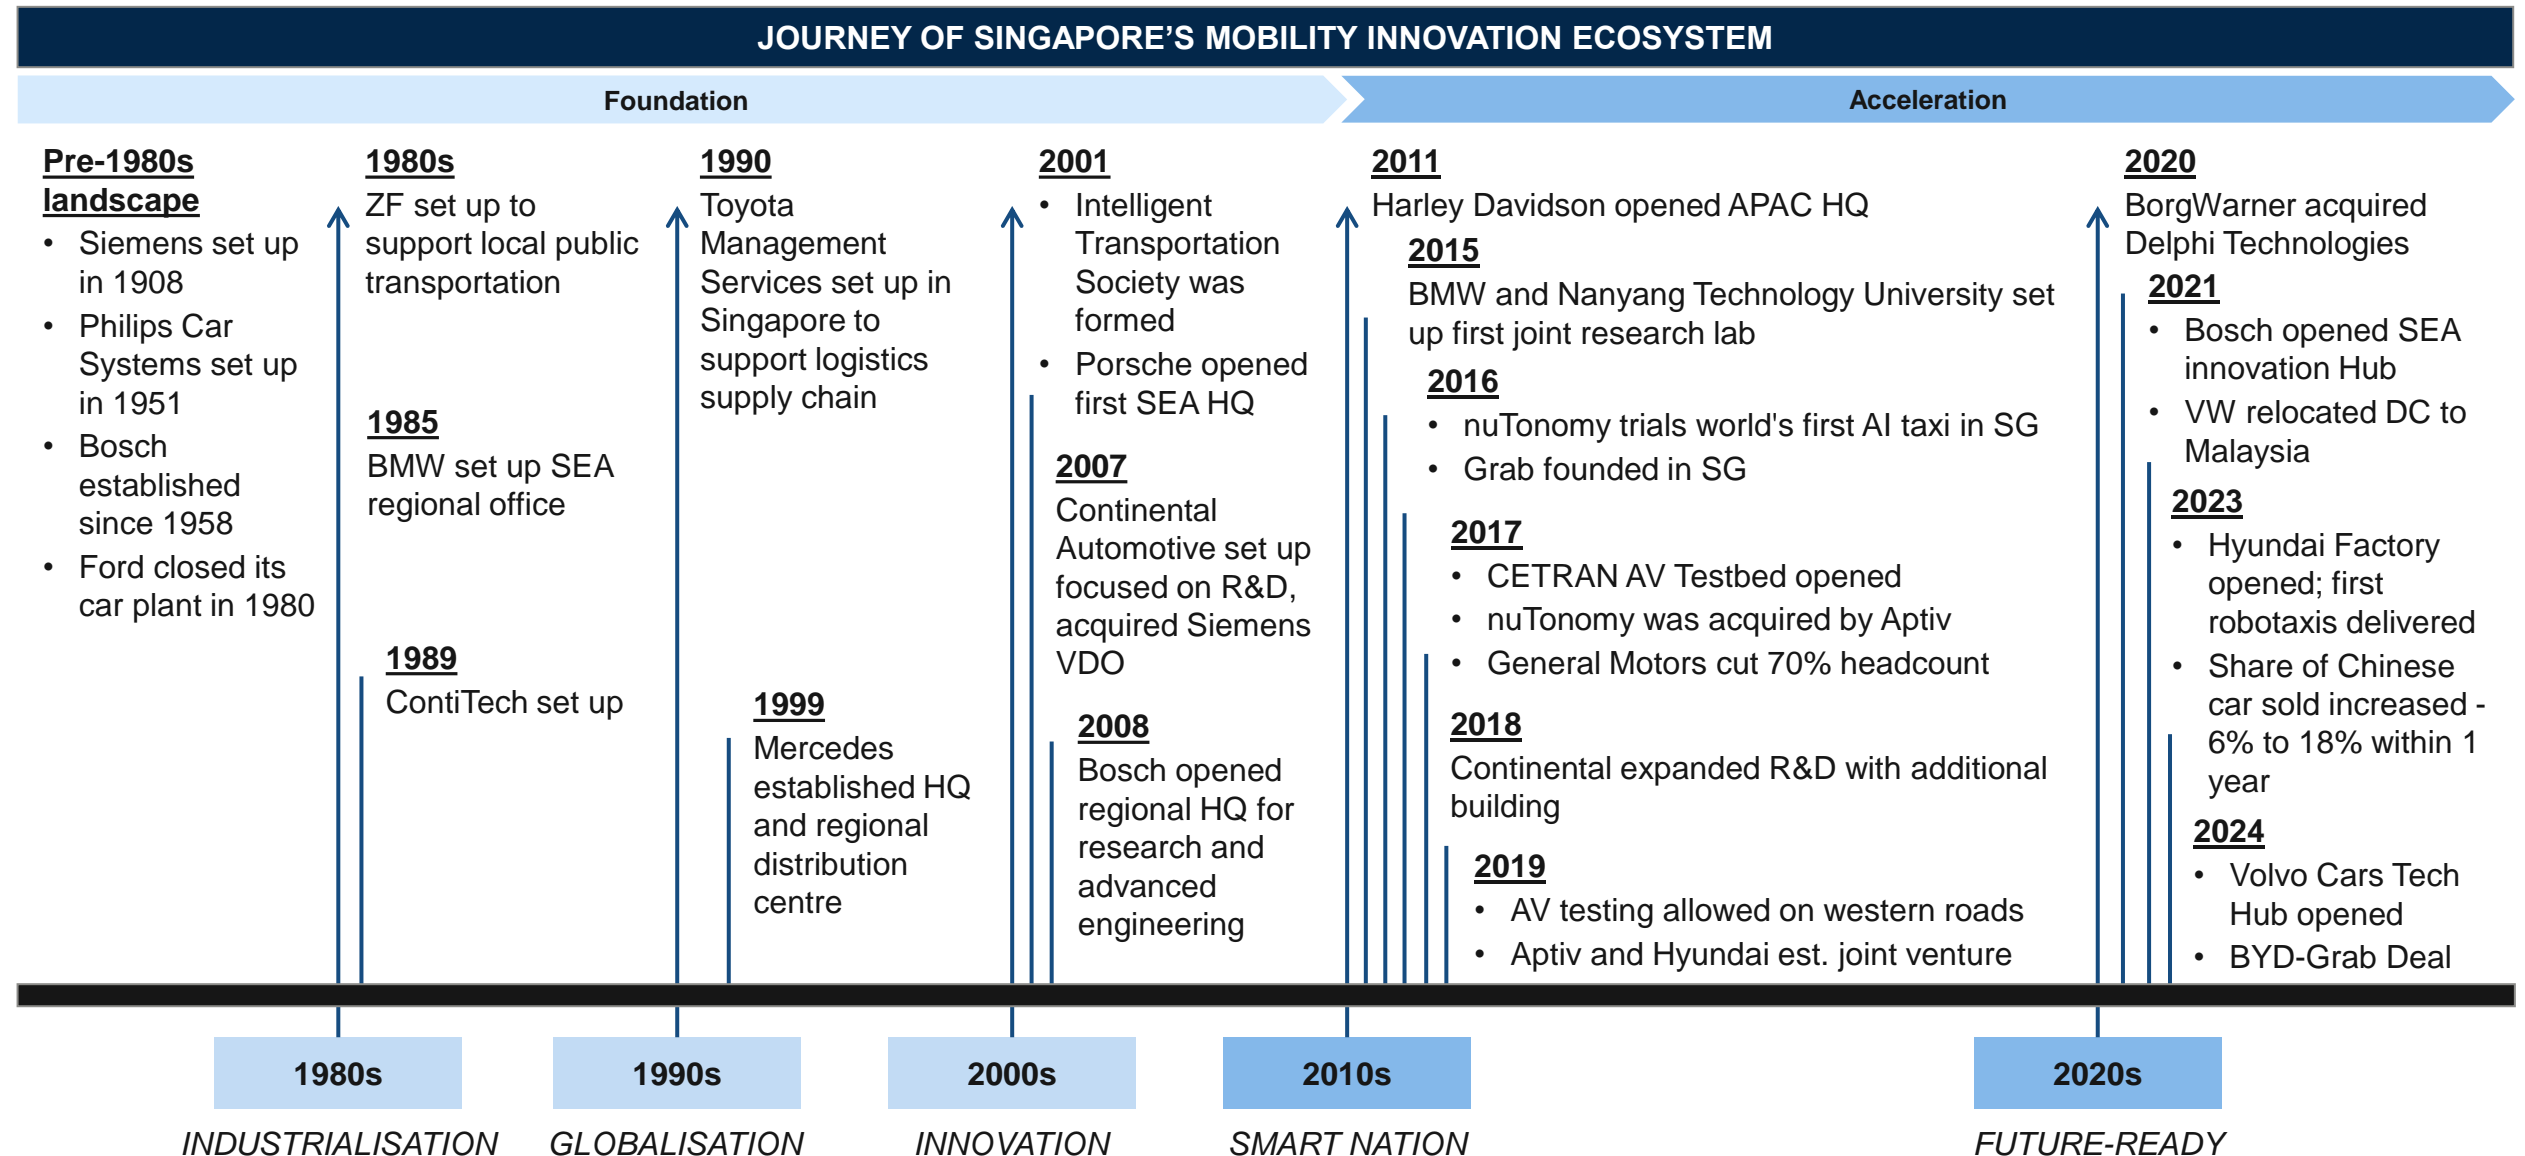 JOURNEY OF SINGAPORE'S MOBILITY INNOVATION ECOSYSTEM
Foundation
Acceleration
Pre-1980s
landscape
• Siemens set up
in 1908
• Philips Car
Systems set up
in 1951
• Bosch
established
since 1958
• Ford closed its
car plant in 1980
1980s
ZF set up to
support local public
transportation
1985
BMW set up SEA
regional office
1989
ContiTech set up
1990
Toyota
Management
Services set up in
Singapore to
support logistics
supply chain
1999
Mercedes
established HQ
and regional
distribution
centre
2001
• Intelligent
Transportation
Society was
formed
• Porsche opened
first SEA HQ
2007
Continental
Automotive set up
focused on R&D,
acquired Siemens
VDO
2008
Bosch opened
regional HQ for
research and
advanced
engineering
2011
Harley Davidson opened APAC HQ
2015
BMW and Nanyang Technology University set
up first joint research lab
2016
• nuTonomy trials world's first AI taxi in SG
• Grab founded in SG
2017
• CETRAN AV Testbed opened
• nuTonomy was acquired by Aptiv
• General Motors cut 70% headcount
2018
Continental expanded R&D with additional
building
2019
• AV testing allowed on western roads
• Aptiv and Hyundai est. joint venture
2020
BorgWarner acquired
Delphi Technologies
2021
• Bosch opened SEA
innovation Hub
• VW relocated DC to
Malaysia
2023
• Hyundai Factory
opened; first
robotaxis delivered
• Share of Chinese
car sold increased -
6% to 18% within 1
year
2024
• Volvo Cars Tech
Hub opened
• BYD-Grab Deal
1980s
1990s
2000s
2010s
2020s
INDUSTRIALISATION
GLOBALISATION
INNOVATION
SMART NATION
FUTURE-READY